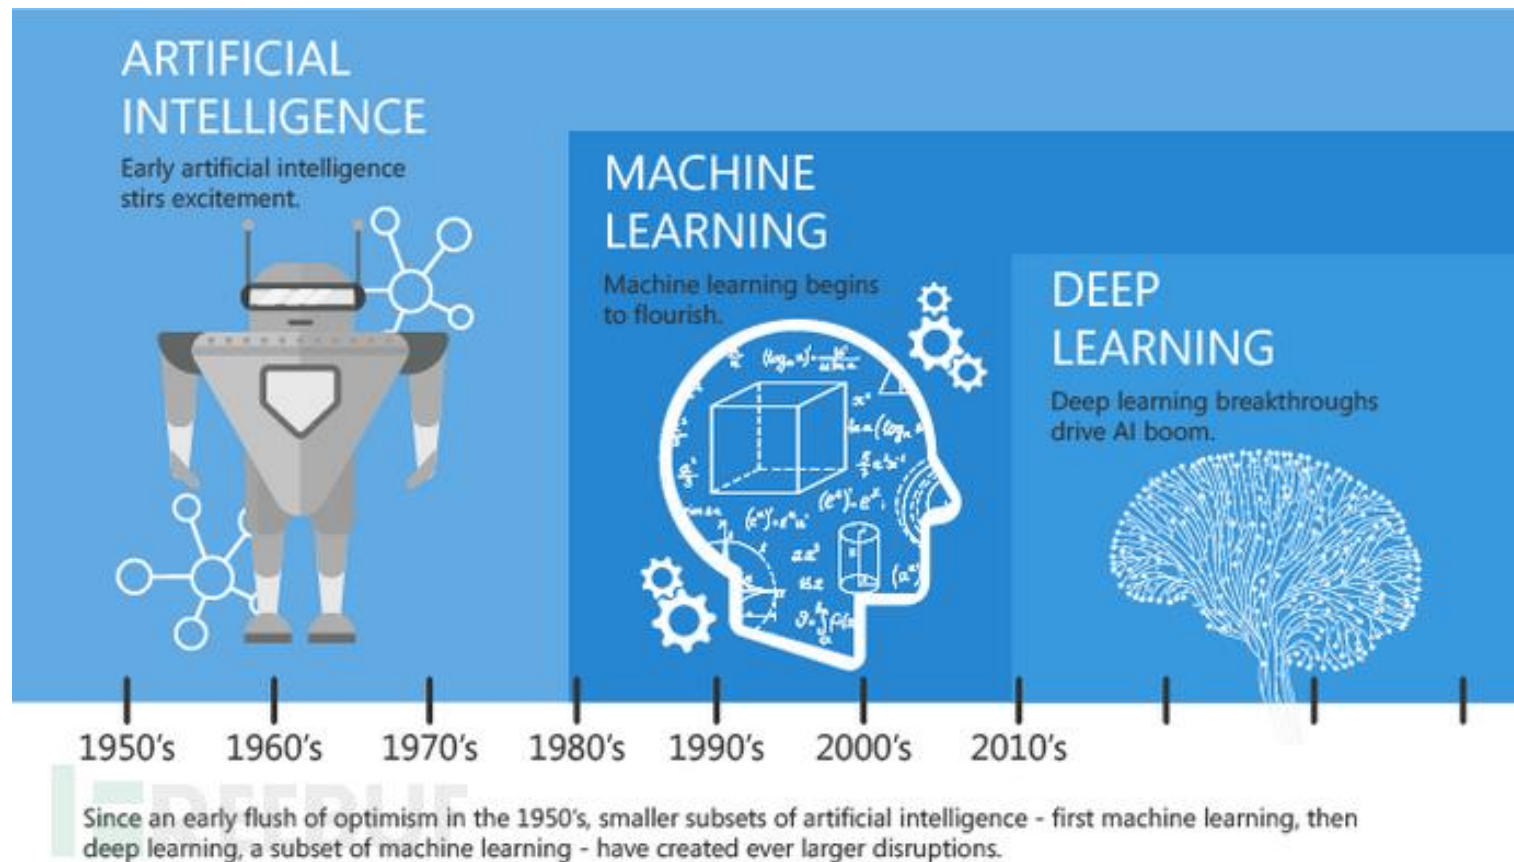 ARTIFICIAL
INTELLIGENCE
Early artificial intelligence
stirs excitement.
MACHINE
LEARNING
Machine learning begins
to flourish.
DEEP
LEARNING
Deep learning breakthroughs
drive AI boom.
1950's 1960's 1970's 1980's 1990's 2000's 2010's
Since an early flush of optimism in the 1950's, smaller subsets of artificial intelligence - first machine learning, then
deep learning, a subset of machine learning - have created ever larger disruptions.